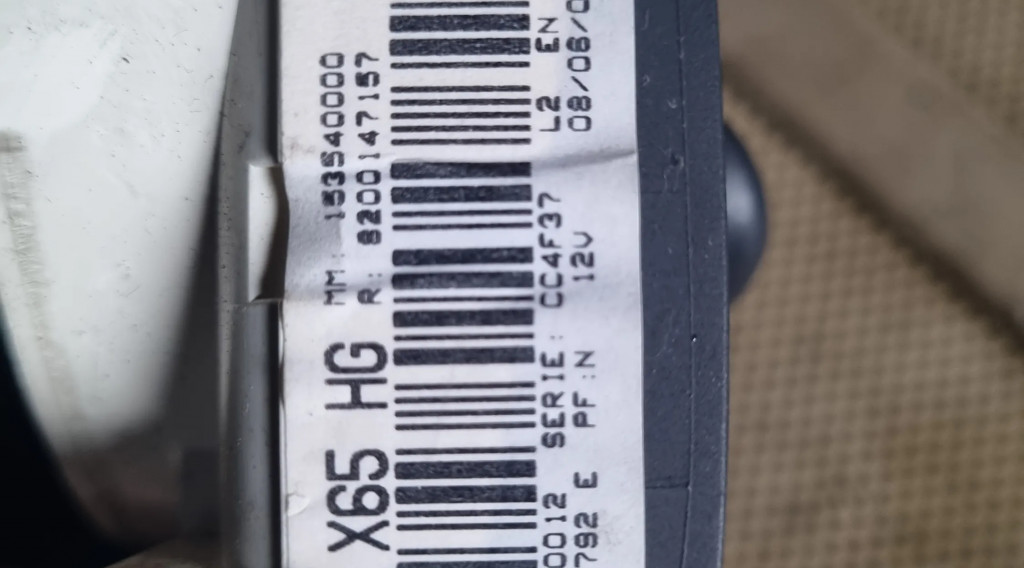 X65 HG
MM: 153540000
R: 8200147157
0012 SERIE: CC4F37 L2 EN
792 E PF:N 12V 08/06/0